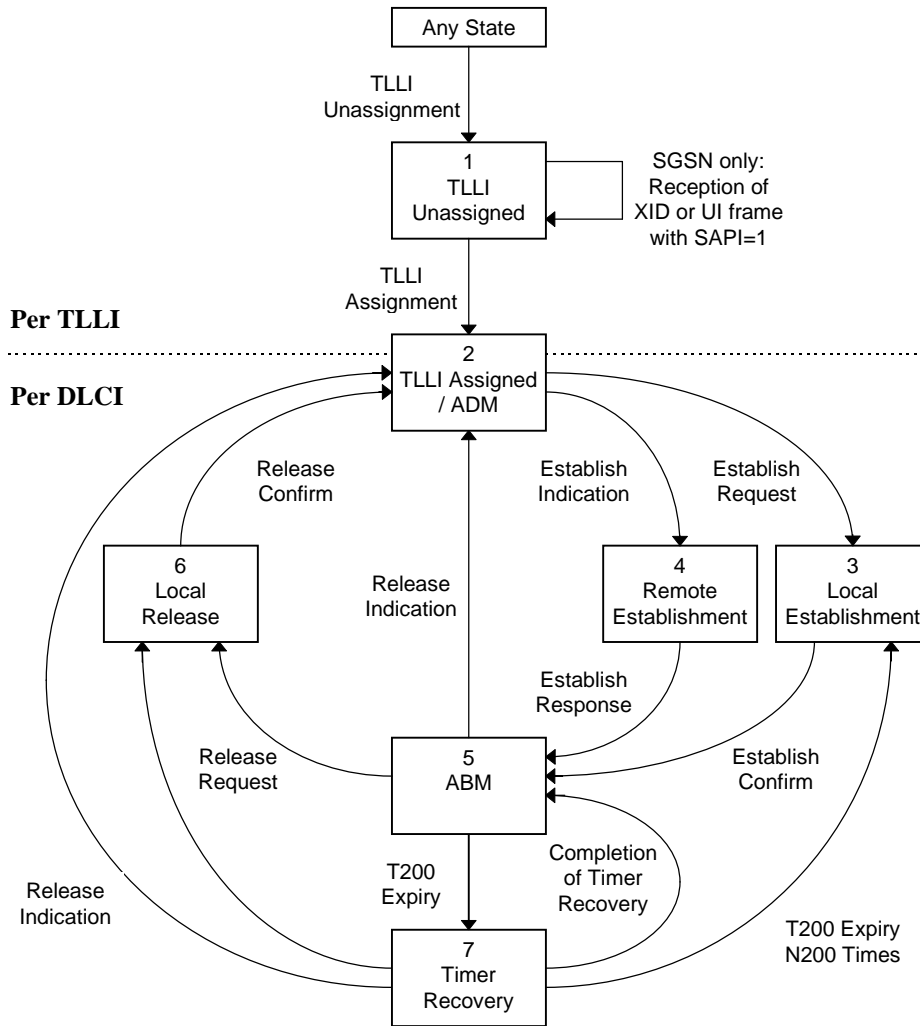 Any State
TLLI
Unassignment
1
TLLI
Unassigned
SGSN only:
Reception of
XID or UI frame
with SAPI=1
TLLI
Assignment
Per TLLI
2
TLLI Assigned
/ ADM
Per DLCI
Release
Confirm
Establish
Indication
Establish
Request
6
Local
Release
Release
Indication
4
Remote
Establishment
3
Local
Establishment
Establish
Response
Release
Request
5
ABM
Establish
Confirm
T200
Expiry
Completion
of Timer
Recovery
Release
Indication
T200 Expiry
N200 Times
7
Timer
Recovery